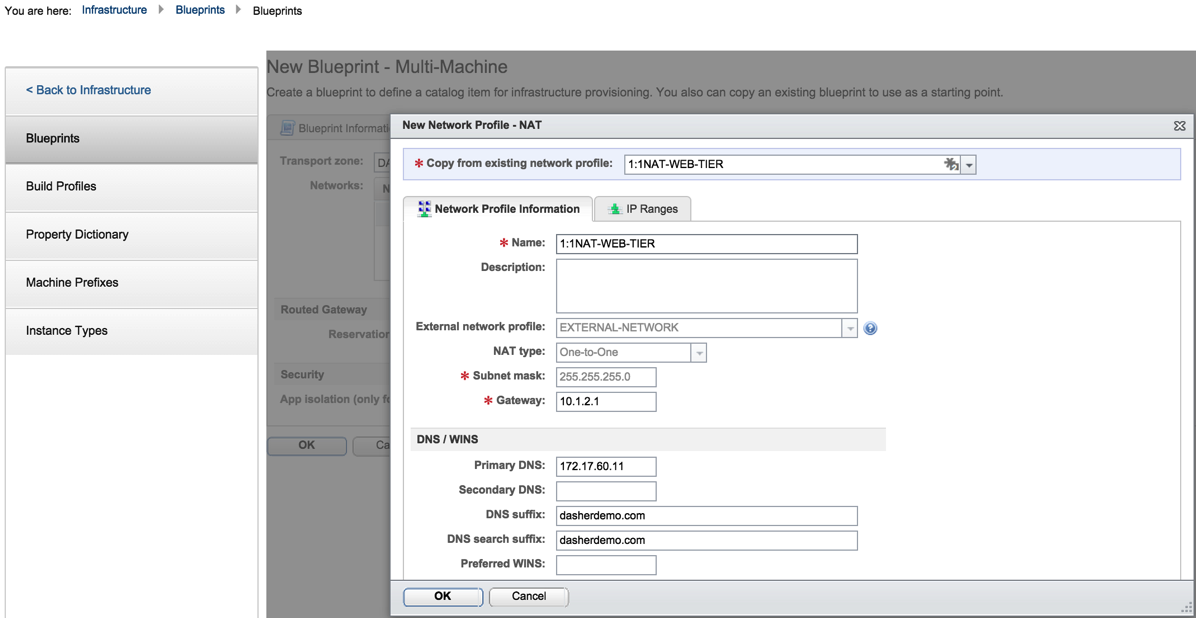 You are here: Infrastructure Blueprints Blueprints
< Back to Infrastructure
Blueprints
Build Profiles
Property Dictionary
Machine Prefixes
Instance Types
New Blueprint - Multi-Machine
Create a blueprint to define a catalog item for infrastructure provisioning. You also can copy an existing blueprint to use as a starting point.
Blueprint Informati
Transport zone: DA
Networks: N
Routed Gateway
Reservation
Security
App isolation (only fo
OK Ca
New Network Profile - NAT
* Copy from existing network profile: 1:1NAT-WEB-TIER
Network Profile Information IP Ranges
* Name: 1:1NAT-WEB-TIER
Description:
External network profile: EXTERNAL-NETWORK
NAT type: One-to-One
* Subnet mask: 255.255.255.0
* Gateway: 10.1.2.1
DNS / WINS
Primary DNS: 172.17.60.11
Secondary DNS:
DNS suffix: dasherdemo.com
DNS search suffix: dasherdemo.com
Preferred WINS:
OK Cancel